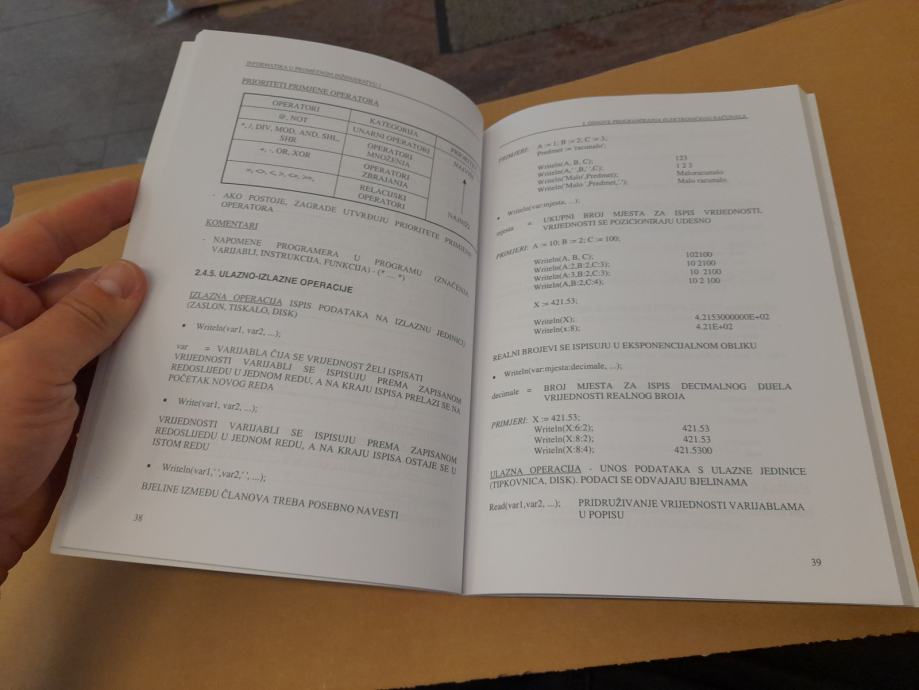 INFORMATIKA U PROMETNOM INŽENJERSTVU 1
PRIORITETI PRIMJENE OPERATORA
OPERATORI KATEGORIJA
@, NOT UNARNI OPERATORI
*, /, DIV, MOD, AND, SHL, SHR OPERATORI MNOŽENJA
+, -, OR, XOR OPERATORI ZBRAJANJA
RELACIJSKI OPERATORI
NAJNIŽI
- AKO POSTOJE, ZAGRADE UTVRĐUJU PRIORITETE PRIMJENE
OPERATORA
KOMENTARI
- NAPOMENE PROGRAMERA U PROGRAMU (ZNAČENJA
VARIJABLI, INSTRUKCIJA, FUNKCIJA) - (* ... *)
2.4.5. ULAZNO-IZLAZNE OPERACIJE
IZLAZNA OPERACIJA ISPIS PODATAKA NA IZLAZNU JEDINICU
(ZASLON, TISKALO, DISK)
• Writeln(var1, var2, ...);
var = VARIJABLA ČIJA SE VRIJEDNOST ŽELI ISPISATI
VRIJEDNOSTI VARIJABLI SE ISPISUJU PREMA ZAPISANOM
REDOSLIJEDU U JEDNOM REDU, A NA KRAJU ISPISA PRELAZI SE NA
POČETAK NOVOG REDA
• Write(var1, var2, ...);
VRIJEDNOSTI VARIJABLI SE ISPISUJU PREMA ZAPISANOM
REDOSLIJEDU U JEDNOM REDU, A NA KRAJU ISPISA OSTAJE SE U
ISTOM REDU
• Writeln(var1,' ',var2,' ', ...);
BJELINE IZMEĐU ČLANOVA TREBA POSEBNO NAVESTI
38
2. OSNOVE PROGRAMIRANJA ELEKTRONIČKOG RAČUNALA
PRIMJERI: A := 1; B := 2; C := 3;
Predmet := 'racunalo';
Writeln(A, B, C); 123
Writeln(A,' ',B,' ',C); 1 2 3
Writeln('Malo',Predmet); Maloracunalo
Writeln('Malo ',Predmet,'.'); Malo racunalo.
• Writeln(var:mjesta, ...);
mjesta = UKUPNI BROJ MJESTA ZA ISPIS VRIJEDNOSTI,
VRIJEDNOSTI SE POZICIONIRAJU UDESNO
PRIMJERI: A := 10; B := 2; C := 100;
Writeln(A, B, C); 102100
Writeln(A:2,B:2,C:3); 10 2100
Writeln(A:3,B:2,C:3); 10 2100
Writeln(A,B:2,C:4); 10 2 100
X := 421.53;
Writeln(X); 4.2153000000E+02
Writeln(x:8); 4.21E+02
REALNI BROJEVI SE ISPISUJU U EKSPONENCIJALNOM OBLIKU
• Writeln(var:mjesta:decimale, ...);
decimale = BROJ MJESTA ZA ISPIS DECIMALNOG DIJELA
VRIJEDNOSTI REALNOG BROJA
PRIMJERI: X := 421.53;
Writeln(X:6:2); 421.53
Writeln(X:8:2); 421.53
Writeln(X:8:4); 421.5300
ULAZNA OPERACIJA - UNOS PODATAKA S ULAZNE JEDINICE
(TIPKOVNICA, DISK). PODACI SE ODVAJAJU BJELINAMA
Read(var1,var2, ...); PRIDRUŽIVANJE VRIJEDNOSTI VARIJABLAMA
U POPISU
39